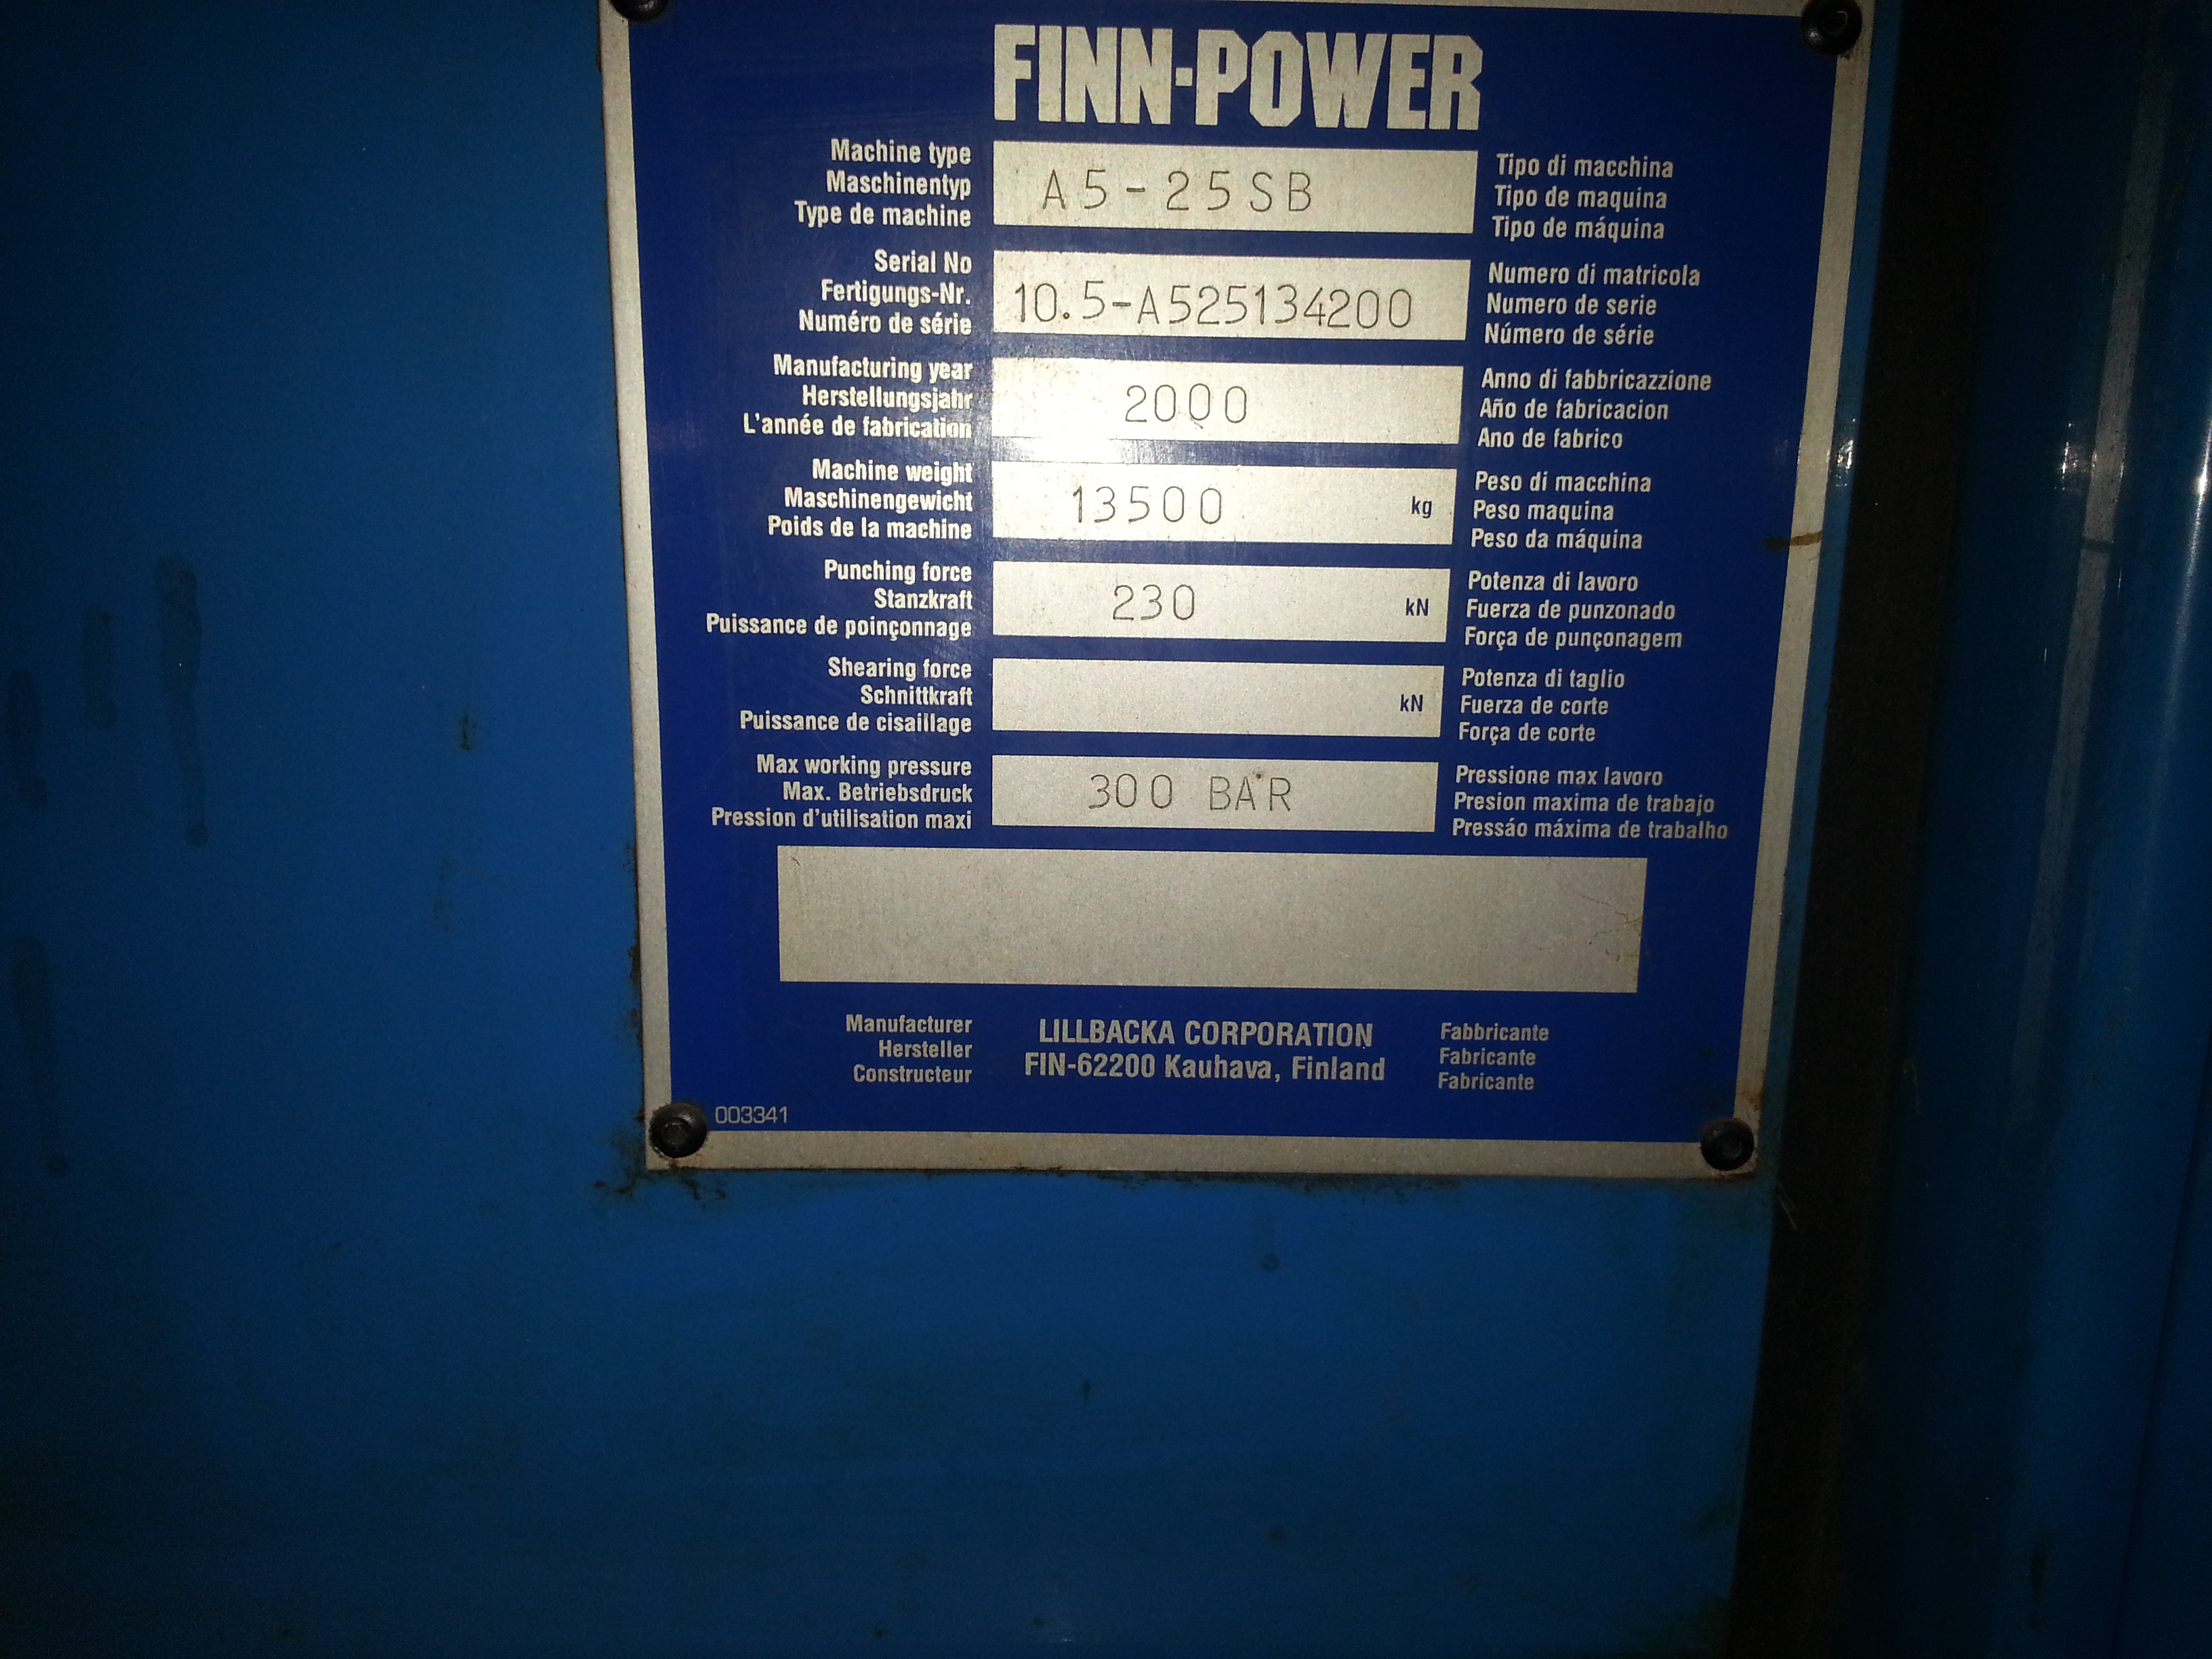 FINN-POWER
Machine type
Maschinentyp
Type de machine
A5-25SB
Tipo di macchina
Tipo de maquina
Tipo de máquina
Serial No
Fertigungs-Nr.
Numéro de série
10.5-A525134200
Numero di matricola
Numero de serie
Número de série
Manufacturing year
Herstellungsjahr
L'année de fabrication
2000
Anno di fabbricazzione
Año de fabricacion
Ano de fabrico
Machine weight
Maschinengewicht
Poids de la machine
13500 kg
Peso di macchina
Peso maquina
Peso da máquina
Punching force
Stanzkraft
Puissance de poinçonnage
230 kN
Potenza di lavoro
Fuerza de punzonado
Força de punçonagem
Shearing force
Schnittkraft
Puissance de cisaillage
kN
Potenza di taglio
Fuerza de corte
Força de corte
Max working pressure
Max. Betriebsdruck
Pression d'utilisation maxi
300 BAR
Pressione max lavoro
Presion maxima de trabajo
Pressáo máxima de trabalho
Manufacturer
Hersteller
Constructeur
LILLBACKA CORPORATION
FIN-62200 Kauhava, Finland
Fabbricante
Fabricante
Fabricante
003341